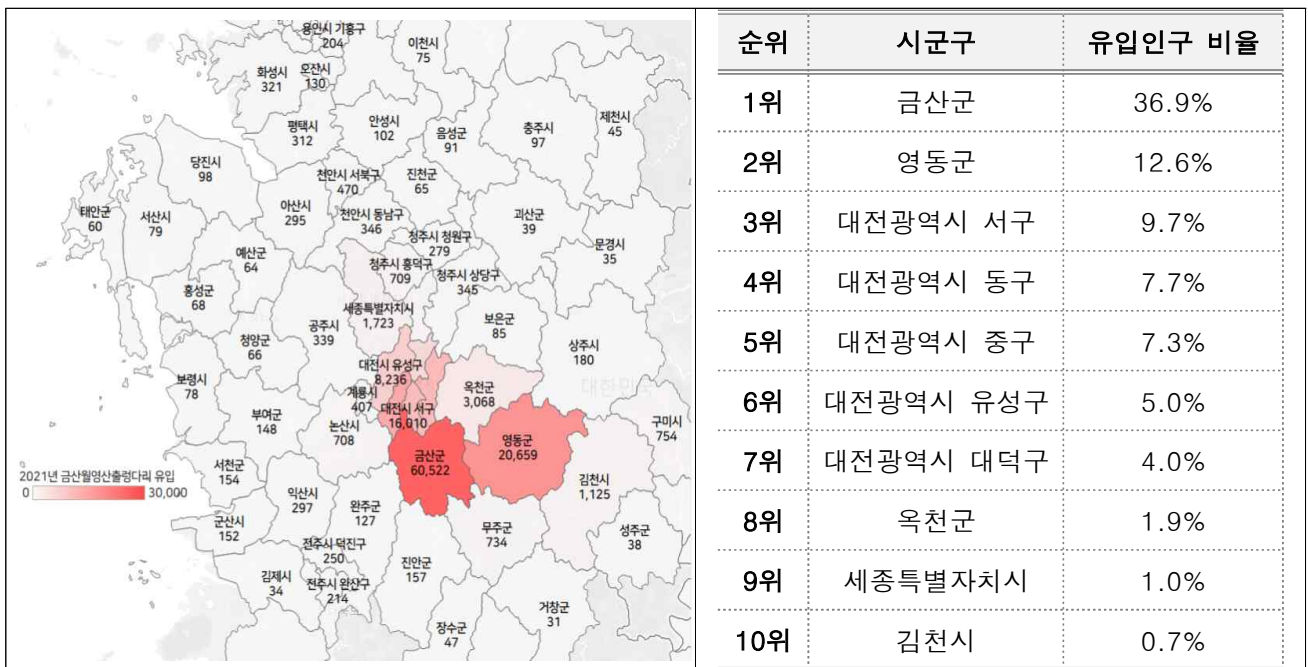 용인시 기흥구
204
이천시
75
화성시
321
오산시
130
평택시
312
안성시
102
음성군
91
충주시
97
제천시
45
당진시
98
천안시 서북구
470
진천군
65
태안군
60
서산시
79
아산시
295
천안시 동남구
346
괴산군
39
청주시 청원구
279
문경시
35
예산군
64
청주시 흥덕구
709
청주시 상당구
345
홍성군
68
세종특별자치시
1,723
공주시
339
보은군
85
청양군
66
상주시
180
대전시 유성구
8,236
보령시
78
계룡시
407
옥천군
3,068
대한민국
대전시 서구
16,010
부여군
148
논산시
708
구미시
754
영동군
20,659
금산군
60,522
서천군
154
김천시
1,125
2021년 금산월영산출렁다리 유입
0 30,000
익산시
297
완주군
127
군산시
152
무주군
734
성주군
38
전주시 덕진구
250
진안군
157
김제시
34
전주시 완산구
214
거창군
31
장수군
47
순위 시군구 유입인구 비율
1위 금산군 36.9%
2위 영동군 12.6%
3위 대전광역시 서구 9.7%
4위 대전광역시 동구 7.7%
5위 대전광역시 중구 7.3%
6위 대전광역시 유성구 5.0%
7위 대전광역시 대덕구 4.0%
8위 옥천군 1.9%
9위 세종특별자치시 1.0%
10위 김천시 0.7%